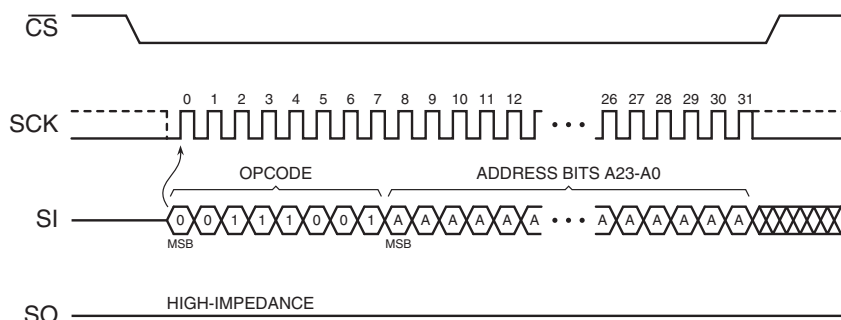 CS
0 1 2 3 4 5 6 7 8 9 10 11 12 26 27 28 29 30 31
SCK • • •
OPCODE ADDRESS BITS A23-A0
SI 0 0 1 1 1 0 0 1 A A A A A A • • • A A A A A A
MSB MSB
HIGH-IMPEDANCE
SO